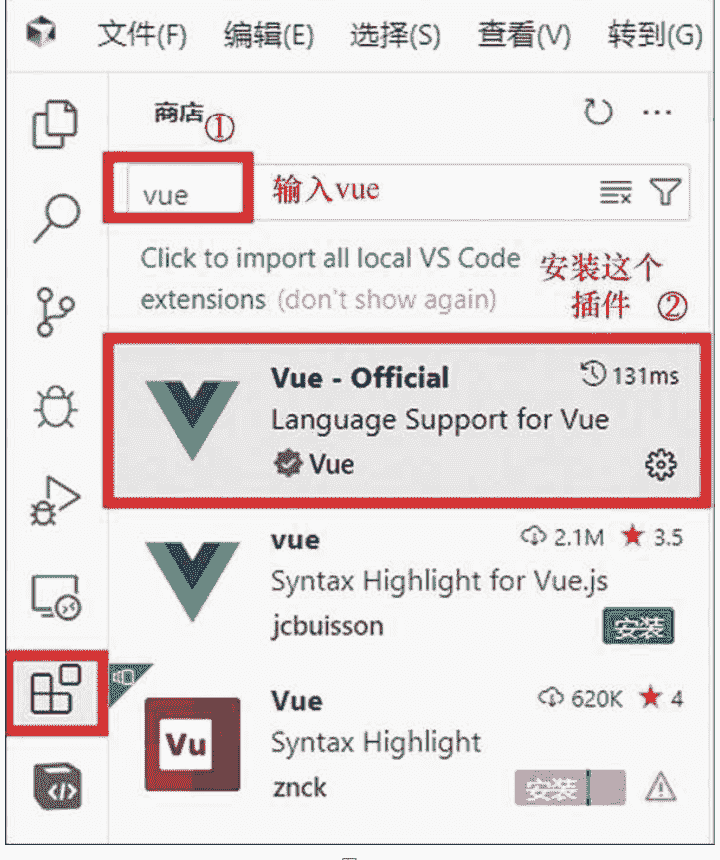 文件(F) 编辑(E) 选择(S) 查看(V) 转到(G)
商店 ①
vue 输入vue
Click to import all local VS Code
extensions (don't show again)
安装这个
插件 ②
Vue - Official 131ms
Language Support for Vue
Vue
vue 2.1M 3.5
Syntax Highlight for Vue.js
jcbuisson 安装
Vue 620K 4
Vu
Syntax Highlight
znck 安装